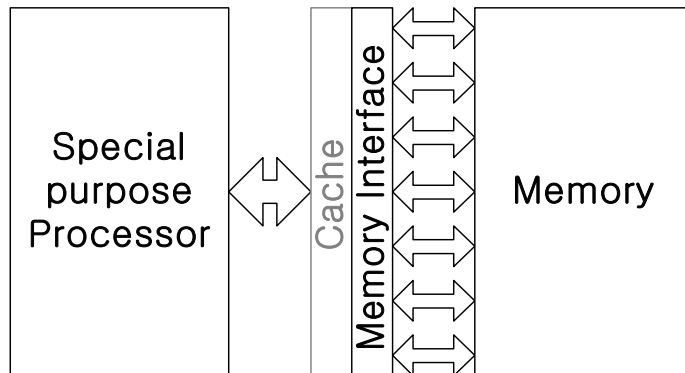 Special
purpose
Processor
Cache
Memory Interface
Memory